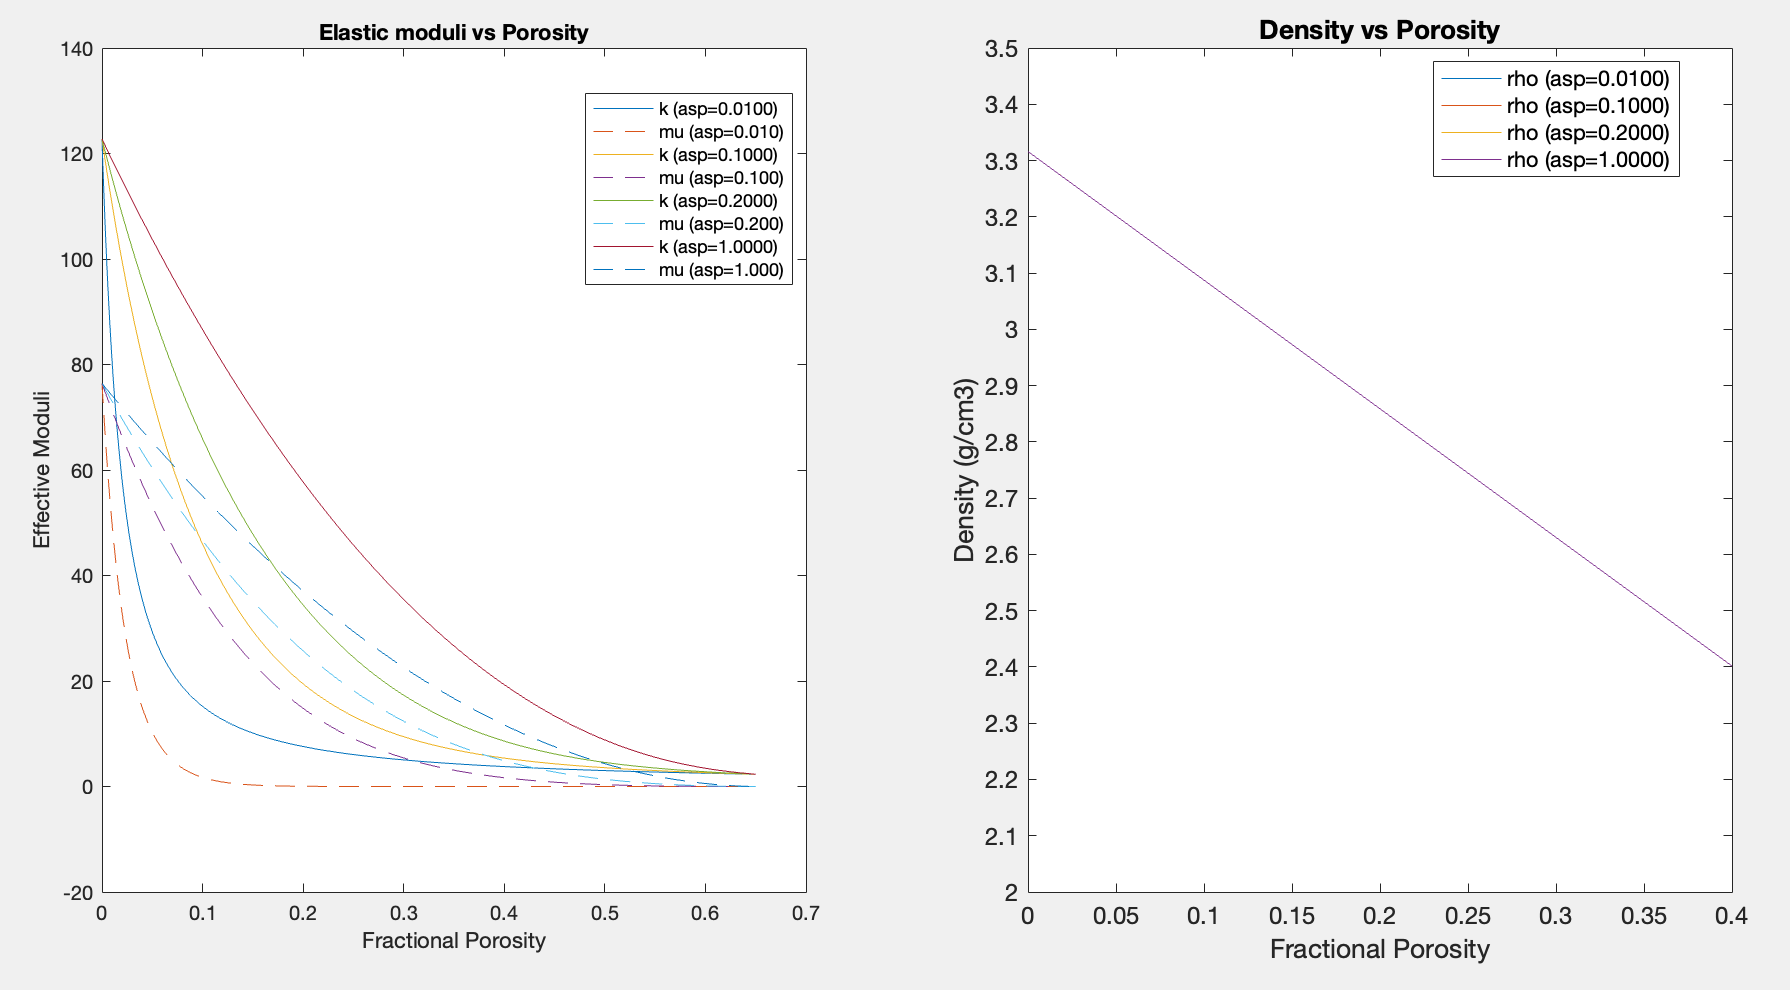 Elastic moduli vs Porosity
140
120
100
80
60
40
20
0
-20
Effective Moduli
k (asp=0.0100)
mu (asp=0.010)
k (asp=0.1000)
mu (asp=0.100)
k (asp=0.2000)
mu (asp=0.200)
k (asp=1.0000)
mu (asp=1.000)
0 0.1 0.2 0.3 0.4 0.5 0.6 0.7
Fractional Porosity
Density vs Porosity
3.5
3.4
3.3
3.2
3.1
3
2.9
2.8
2.7
2.6
2.5
2.4
2.3
2.2
2.1
2
Density (g/cm3)
rho (asp=0.0100)
rho (asp=0.1000)
rho (asp=0.2000)
rho (asp=1.0000)
0 0.05 0.1 0.15 0.2 0.25 0.3 0.35 0.4
Fractional Porosity